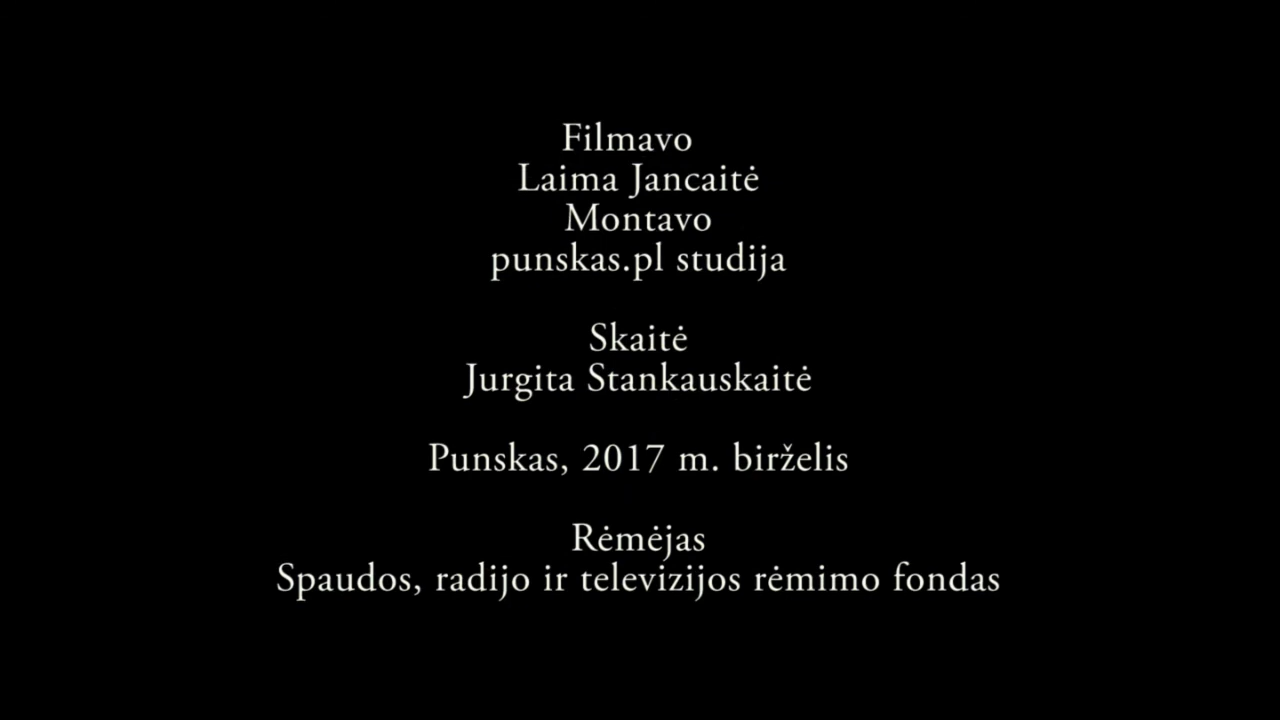 Filmavo
Laima Jancaitė
Montavo
punskas.pl studija
Skaitė
Jurgita Stankauskaitė
Punskas, 2017 m. birželis
Rėmėjas
Spaudos, radijo ir televizijos rėmimo fondas